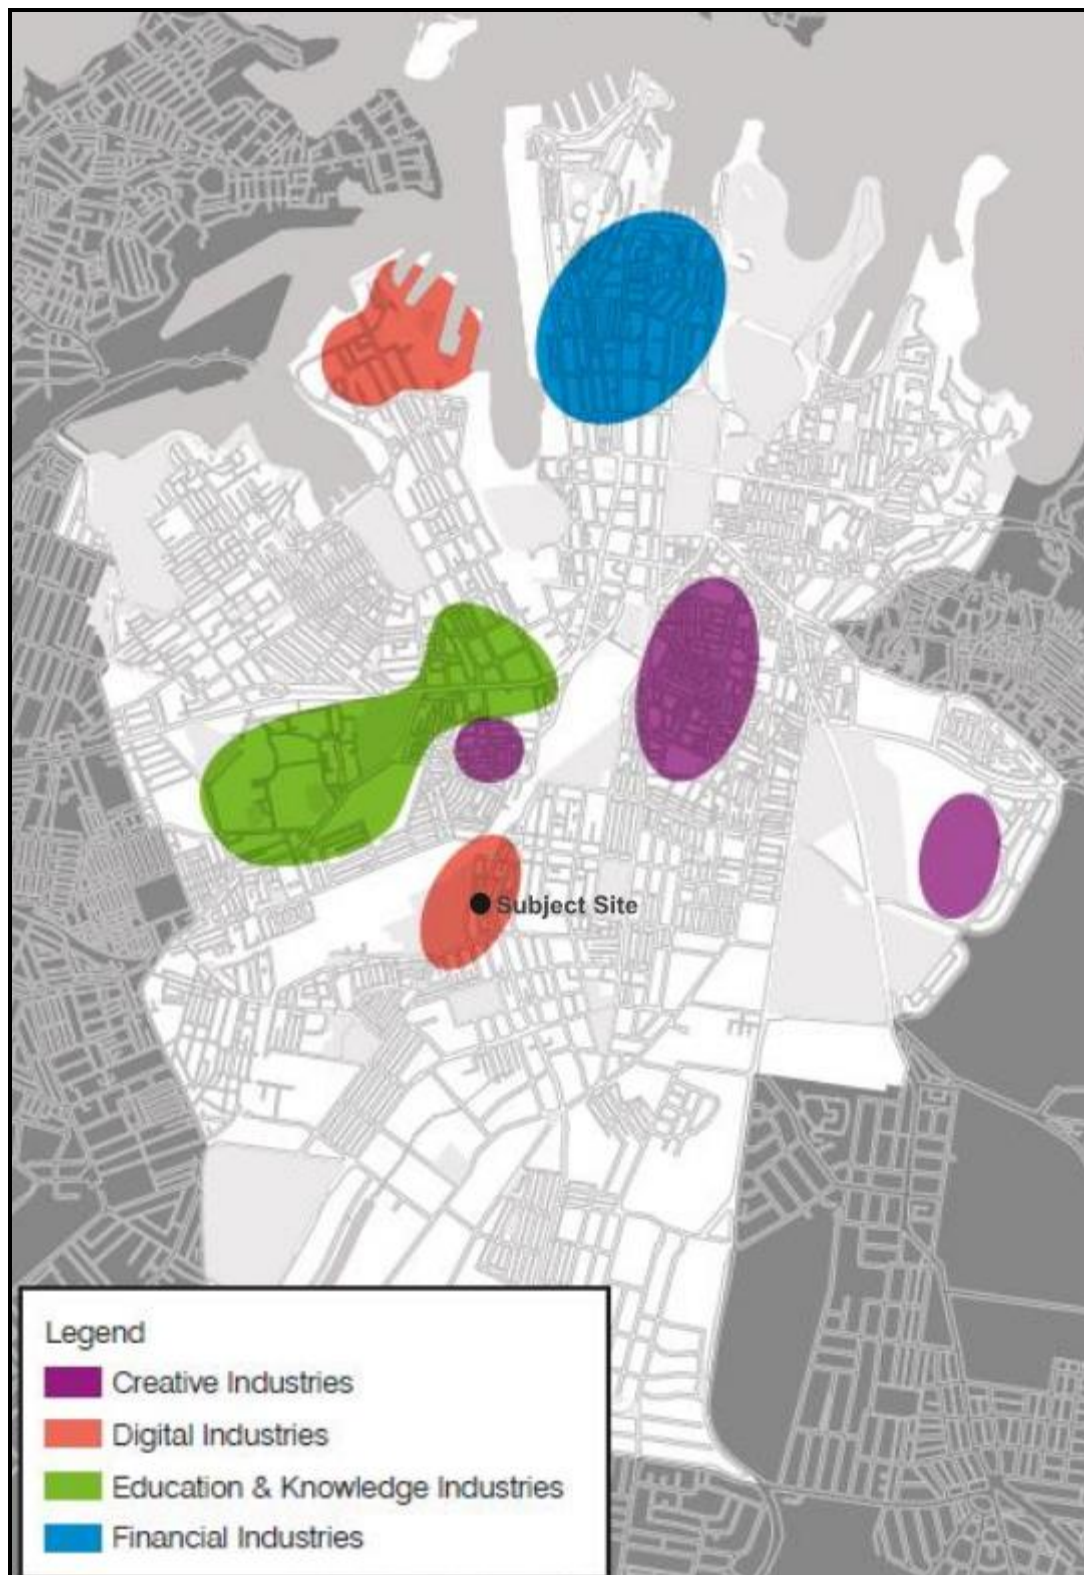 Subject Site
Legend
Creative Industries
Digital Industries
Education & Knowledge Industries
Financial Industries